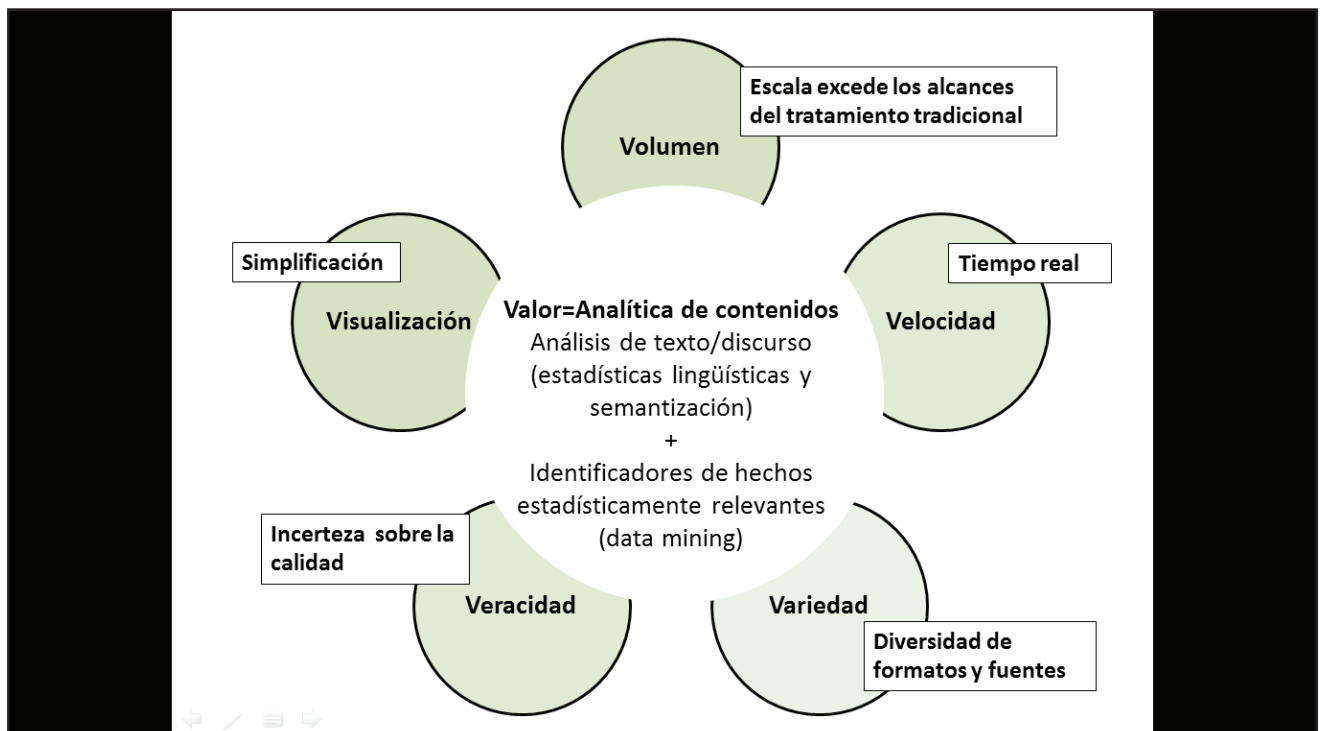 Escala excede los alcances
del tratamiento tradicional
Volumen
Simplificación
Visualización
Tiempo real
Velocidad
Valor=Analítica de contenidos
Análisis de texto/discurso
(estadísticas lingüísticas y
semantización)
+
Identificadores de hechos
estadísticamente relevantes
(data mining)
Incerteza sobre la
calidad
Veracidad
Variedad
Diversidad de
formatos y fuentes